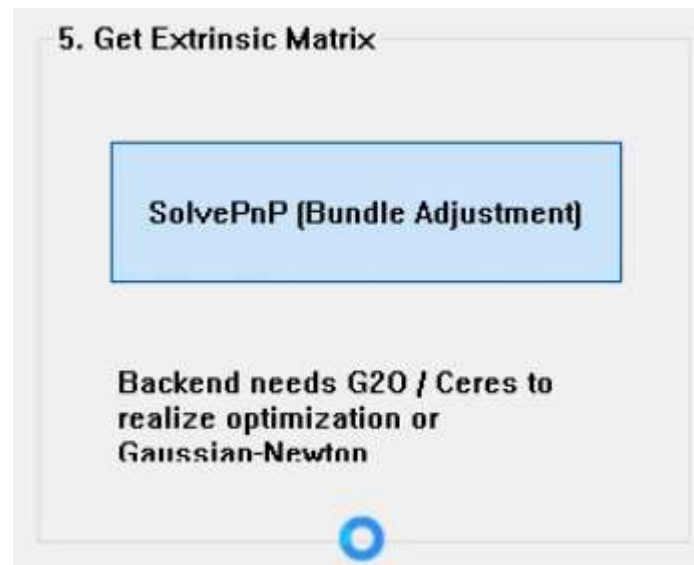 5. Get Extrinsic Matrix
SolvePnP (Bundle Adjustment)
Backend needs G2O / Ceres to
realize optimization or
Gaussian-Newton